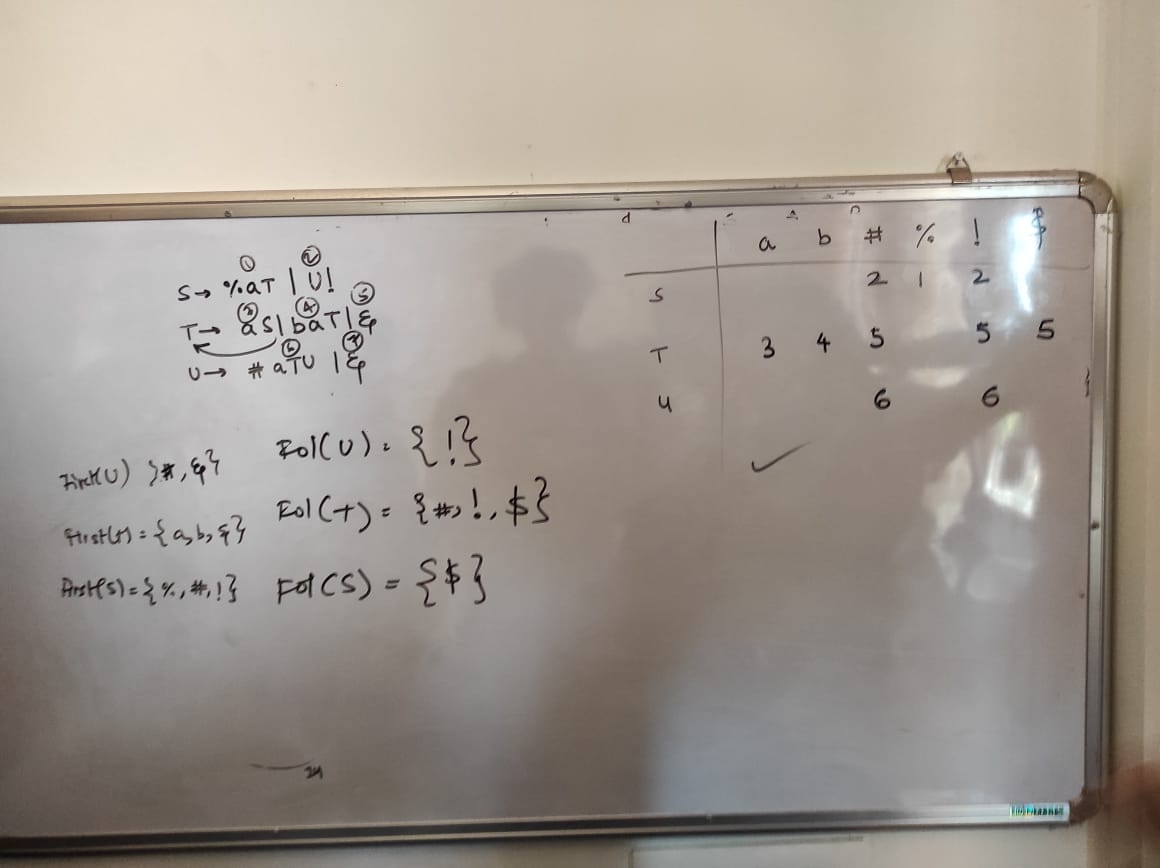 ① ②
S→ %aT | U!
③ ④ ⑤
T→ aS| baT| ε
⑥ ⑦
U→ # aTU | ε
First(U) }#, ε}
Fol(U) = { !}
First(T) = { a, b, ε}
Fol(T) = { #, !, $}
First(S) = { %, #, !}
Fol(S) = {$}
a b # % ! $
S 2 1 2
T 3 4 5 5 5
U 6 6